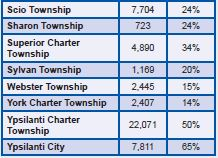 Scio Township 7,704 24%
Sharon Township 723 24%
Superior Charter
Township 4,890 34%
Sylvan Township 1,169 20%
Webster Township 2,445 15%
York Charter Township 2,407 14%
Ypsilanti Charter
Township 22,071 50%
Ypsilanti City 7,811 65%